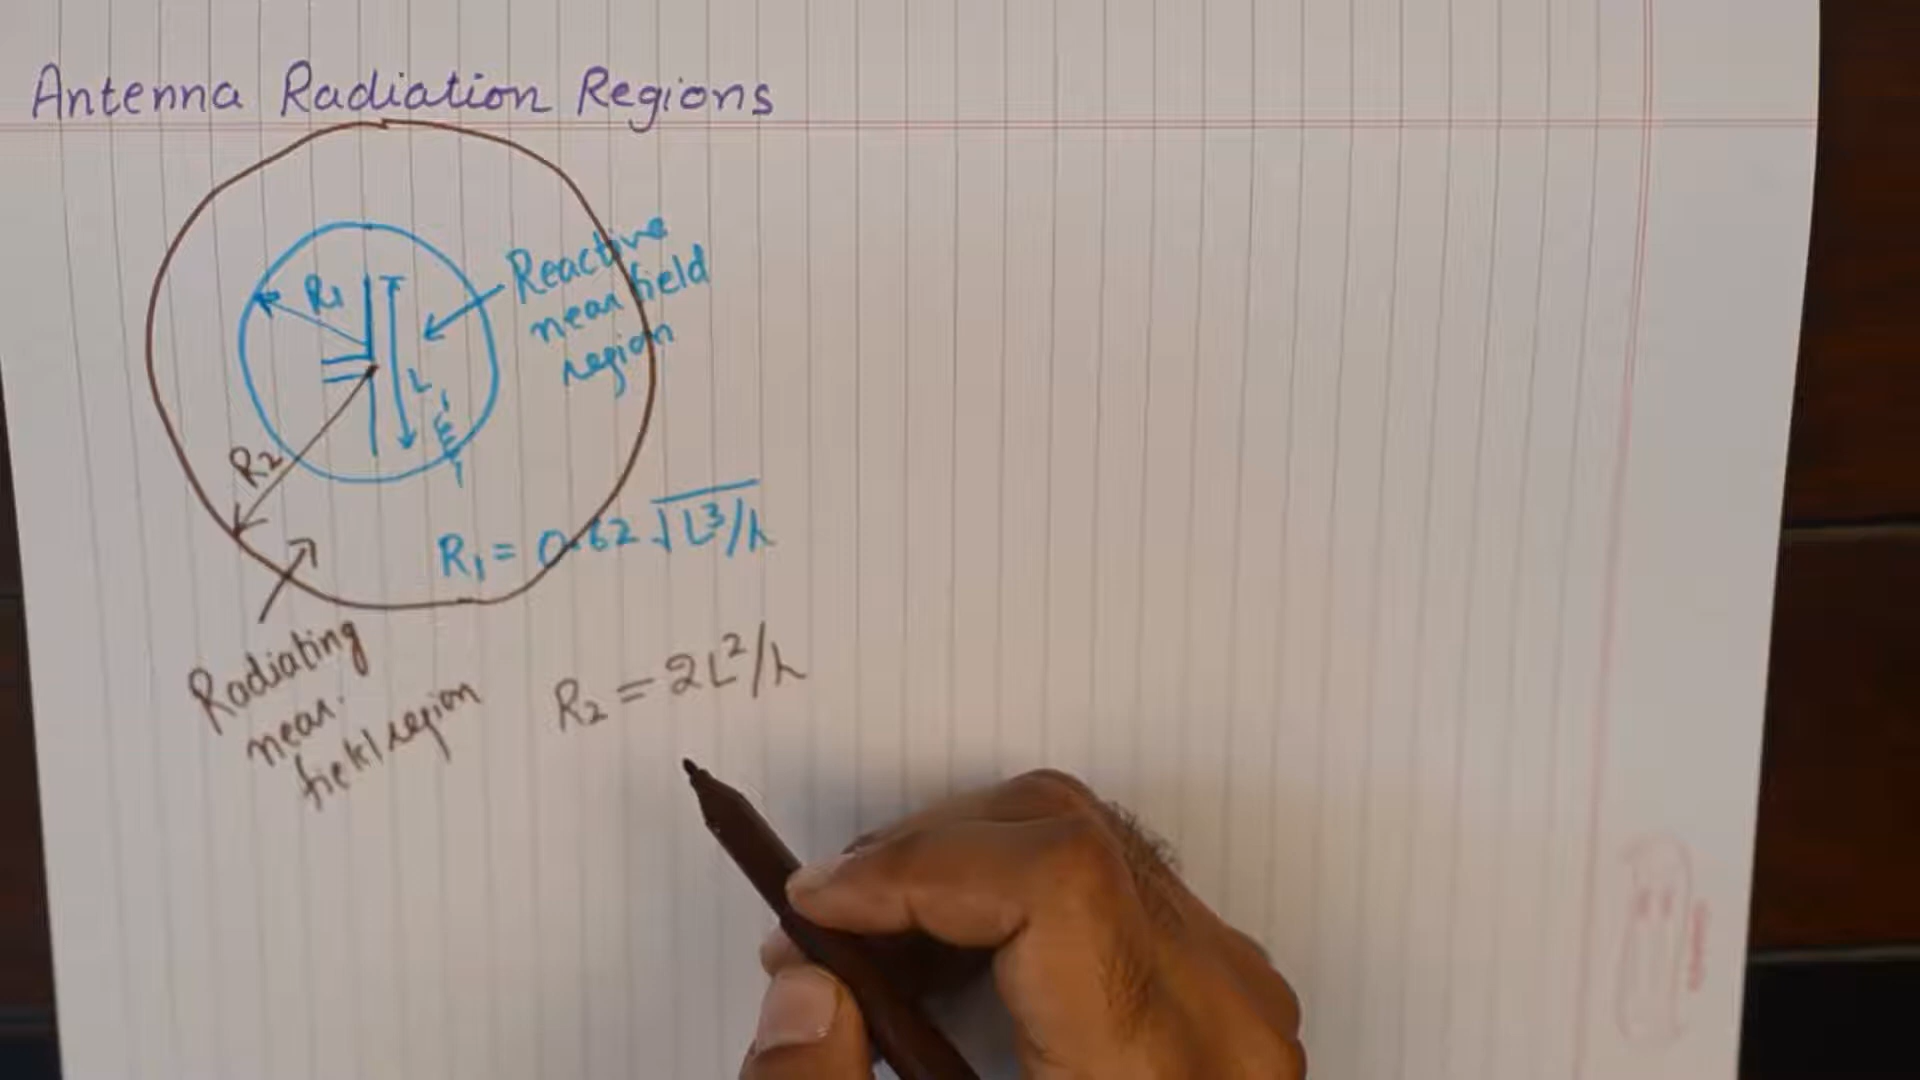 Antenna Radiation Regions
R1
Reactive
near field
region
L
R2
R1 = 0.62 √L³/λ
Radiating
near
field region
R2 = 2L²/λ